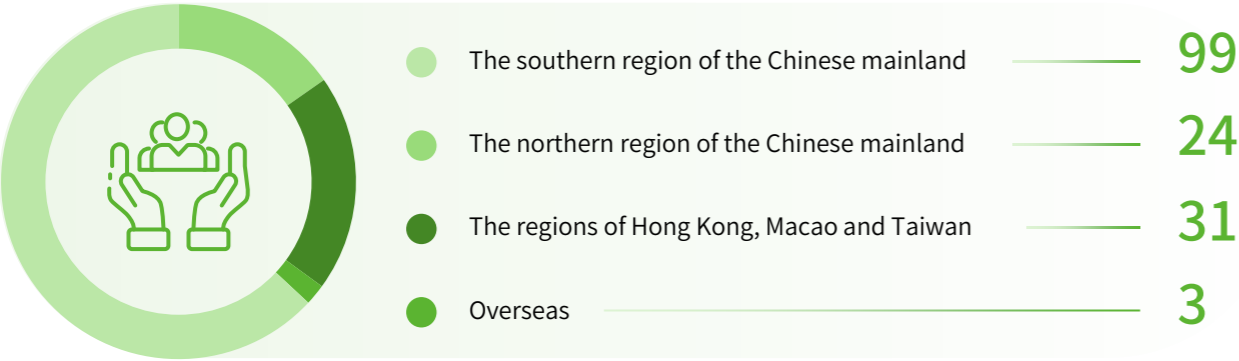 The southern region of the Chinese mainland 99
The northern region of the Chinese mainland 24
The regions of Hong Kong, Macao and Taiwan 31
Overseas 3